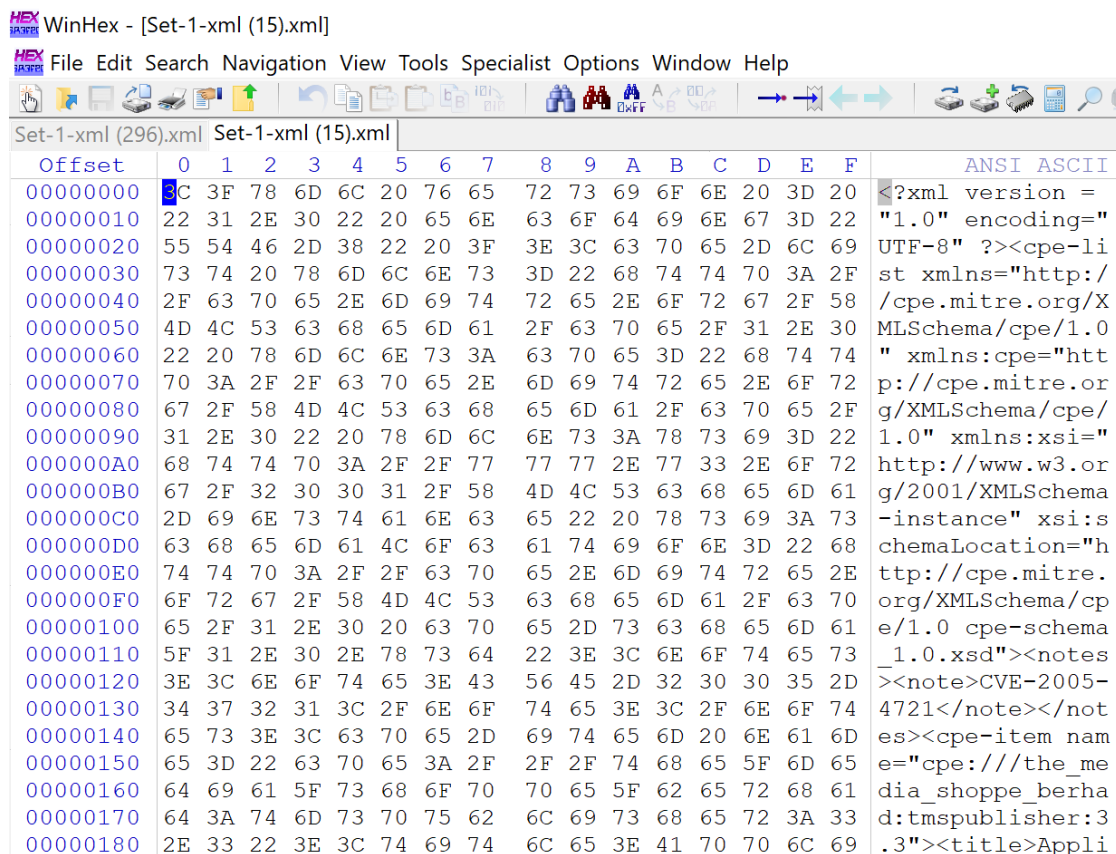 WinHex - [Set-1-xml (15).xml]
File Edit Search Navigation View Tools Specialist Options Window Help
Set-1-xml (296).xml Set-1-xml (15).xml
Offset 0 1 2 3 4 5 6 7 8 9 A B C D E F ANSI ASCII
00000000 3C 3F 78 6D 6C 20 76 65 72 73 69 6F 6E 20 3D 20 <?xml version =
00000010 22 31 2E 30 22 20 65 6E 63 6F 64 69 6E 67 3D 22 "1.0" encoding="
00000020 55 54 46 2D 38 22 20 3F 3E 3C 63 70 65 2D 6C 69 UTF-8" ?><cpe-li
00000030 73 74 20 78 6D 6C 6E 73 3D 22 68 74 74 70 3A 2F st xmlns="http:/
00000040 2F 63 70 65 2E 6D 69 74 72 65 2E 6F 72 67 2F 58 /cpe.mitre.org/X
00000050 4D 4C 53 63 68 65 6D 61 2F 63 70 65 2F 31 2E 30 MLSchema/cpe/1.0
00000060 22 20 78 6D 6C 6E 73 3A 63 70 65 3D 22 68 74 74 " xmlns:cpe="htt
00000070 70 3A 2F 2F 63 70 65 2E 6D 69 74 72 65 2E 6F 72 p://cpe.mitre.or
00000080 67 2F 58 4D 4C 53 63 68 65 6D 61 2F 63 70 65 2F g/XMLSchema/cpe/
00000090 31 2E 30 22 20 78 6D 6C 6E 73 3A 78 73 69 3D 22 1.0" xmlns:xsi="
000000A0 68 74 74 70 3A 2F 2F 77 77 77 2E 77 33 2E 6F 72 http://www.w3.or
000000B0 67 2F 32 30 30 31 2F 58 4D 4C 53 63 68 65 6D 61 g/2001/XMLSchema
000000C0 2D 69 6E 73 74 61 6E 63 65 22 20 78 73 69 3A 73 -instance" xsi:s
000000D0 63 68 65 6D 61 4C 6F 63 61 74 69 6F 6E 3D 22 68 chemaLocation="h
000000E0 74 74 70 3A 2F 2F 63 70 65 2E 6D 69 74 72 65 2E ttp://cpe.mitre.
000000F0 6F 72 67 2F 58 4D 4C 53 63 68 65 6D 61 2F 63 70 org/XMLSchema/cp
00000100 65 2F 31 2E 30 20 63 70 65 2D 73 63 68 65 6D 61 e/1.0 cpe-schema
00000110 5F 31 2E 30 2E 78 73 64 22 3E 3C 6E 6F 74 65 73 _1.0.xsd"><notes
00000120 3E 3C 6E 6F 74 65 3E 43 56 45 2D 32 30 30 35 2D ><note>CVE-2005-
00000130 34 37 32 31 3C 2F 6E 6F 74 65 3E 3C 2F 6E 6F 74 4721</note></not
00000140 65 73 3E 3C 63 70 65 2D 69 74 65 6D 20 6E 61 6D es><cpe-item nam
00000150 65 3D 22 63 70 65 3A 2F 2F 2F 74 68 65 5F 6D 65 e="cpe:///the_me
00000160 64 69 61 5F 73 68 6F 70 70 65 5F 62 65 72 68 61 dia_shoppe_berha
00000170 64 3A 74 6D 73 70 75 62 6C 69 73 68 65 72 3A 33 d:tmspublisher:3
00000180 2E 33 22 3E 3C 74 69 74 6C 65 3E 41 70 70 6C 69 .3"><title>Appli